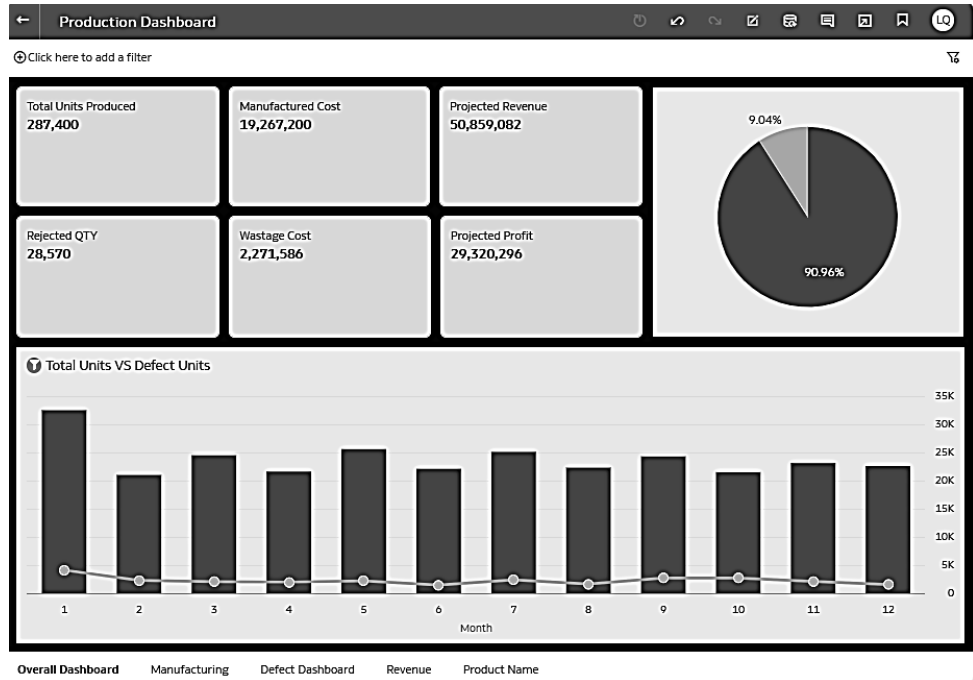 Production Dashboard
LQ
Click here to add a filter
Total Units Produced
287,400
Manufactured Cost
19,267,200
Projected Revenue
50,859,082
Rejected QTY
28,570
Wastage Cost
2,271,586
Projected Profit
29,320,296
9.04%
90.96%
Total Units VS Defect Units
35K
30K
25K
20K
15K
10K
5K
0
1 2 3 4 5 6 7 8 9 10 11 12
Month
Overall Dashboard Manufacturing Defect Dashboard Revenue Product Name